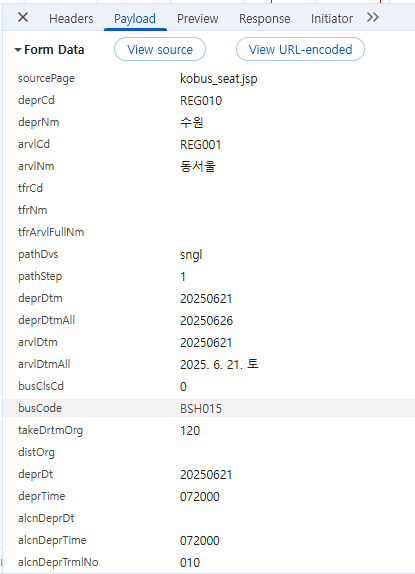 Headers Payload Preview Response Initiator
Form Data View source View URL-encoded
sourcePage kobus_seat.jsp
deprCd REG010
deprNm 수원
arvlCd REG001
arvlNm 동서울
tfrCd
tfrNm
tfrArvlFullNm
pathDvs sngl
pathStep 1
deprDtm 20250621
deprDtmAll 20250626
arvlDtm 20250621
arvlDtmAll 2025. 6. 21. 토
busClsCd 0
busCode BSH015
takeDrtmOrg 120
distOrg
deprDt 20250621
deprTime 072000
alcnDeprDt
alcnDeprTime 072000
alcnDeprTrmlNo 010